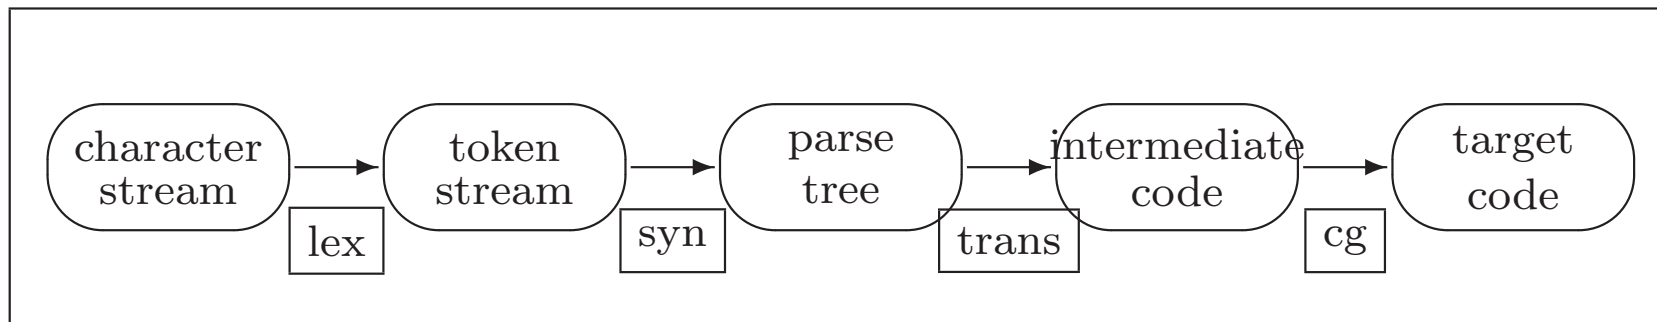 character
stream
token
stream
parse
tree
intermediate
code
target
code
lex
syn
trans
cg